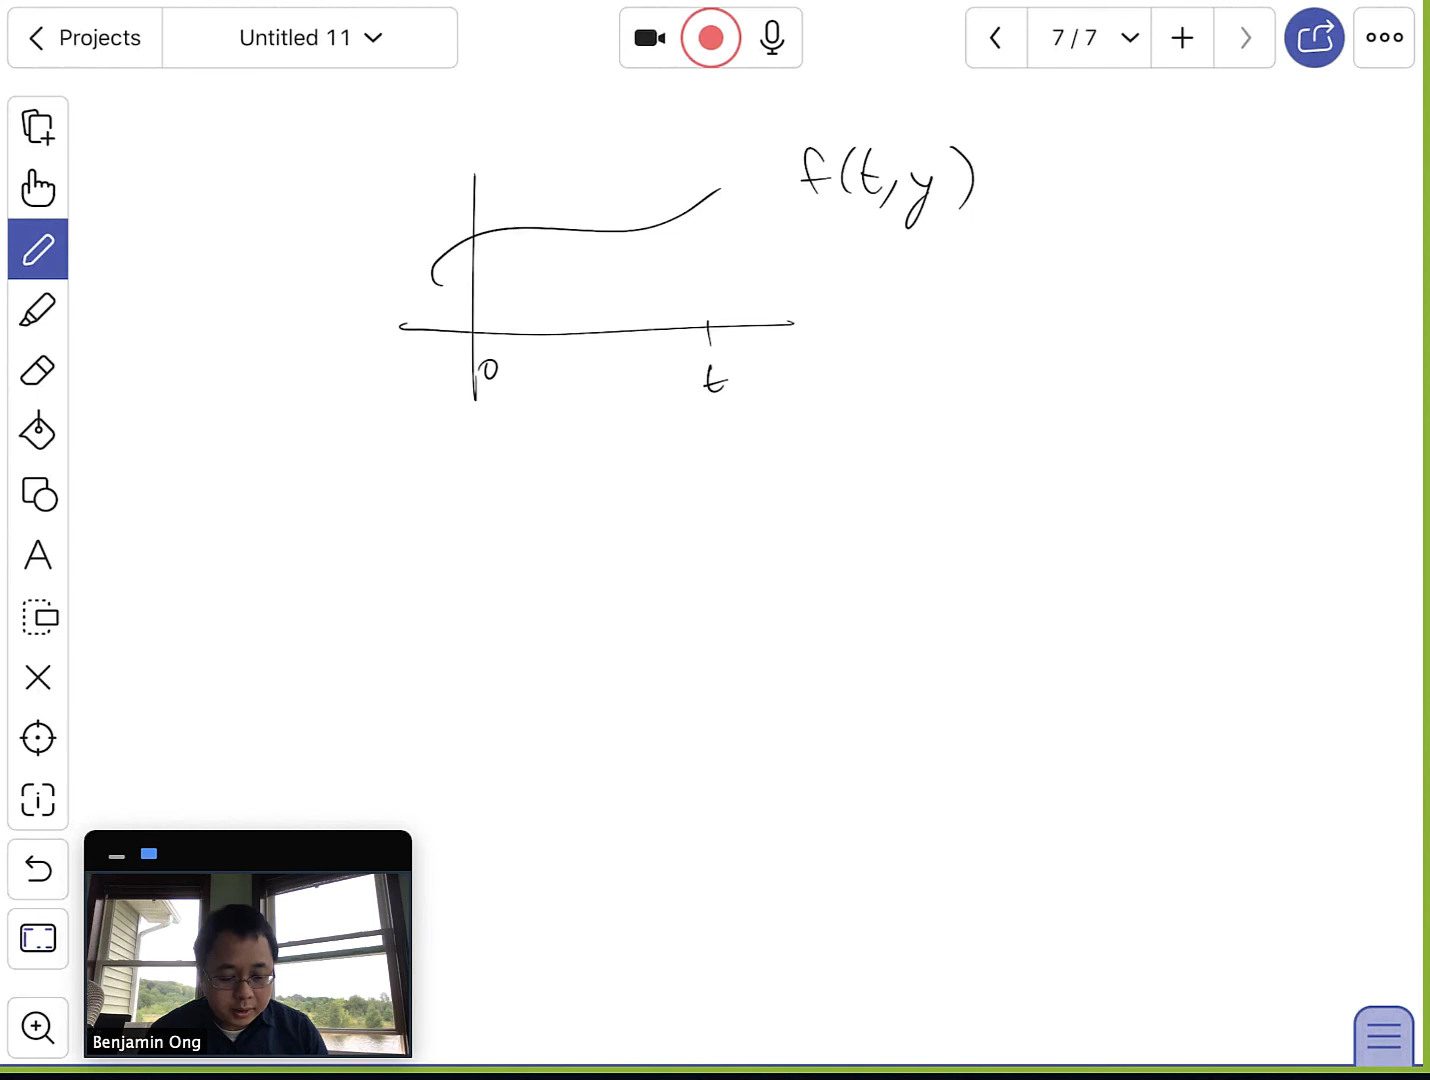 Projects
Untitled 11
7 / 7
f(t,y)
0
t
A
Benjamin Ong